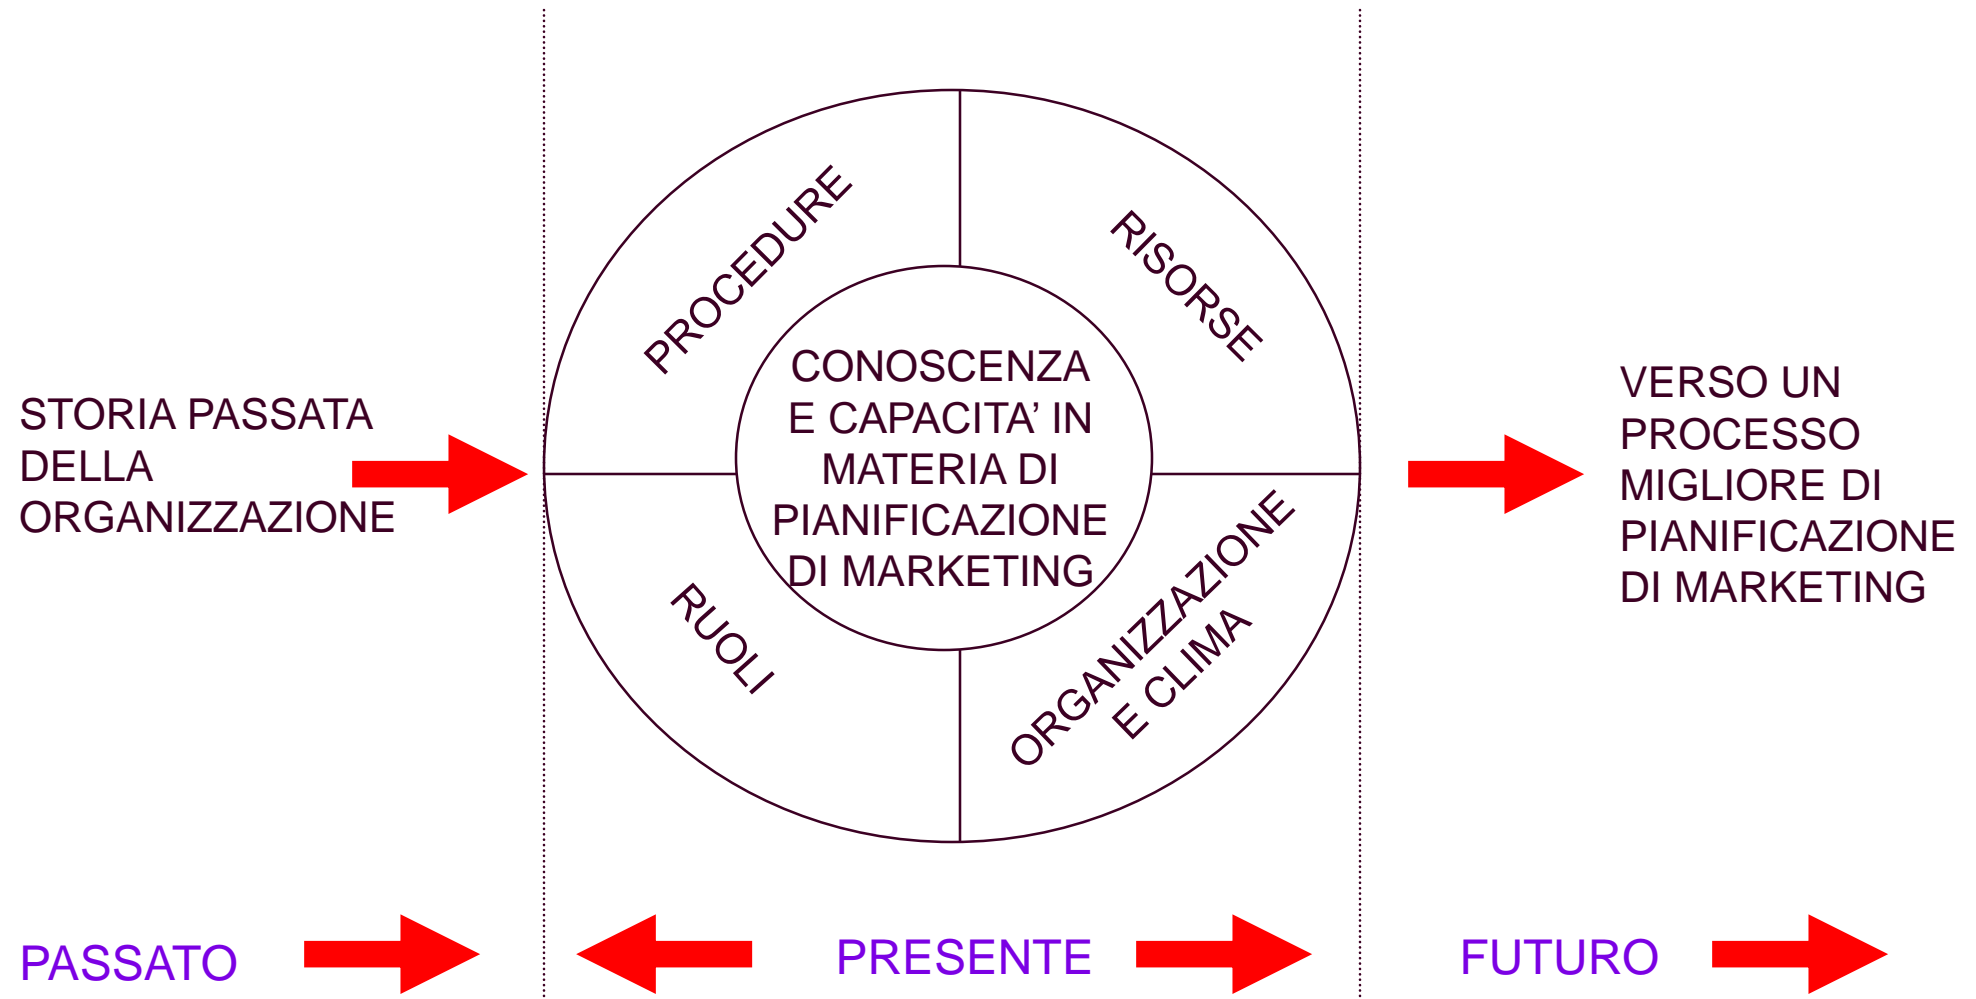 STORIA PASSATA
DELLA
ORGANIZZAZIONE
PROCEDURE
RISORSE
CONOSCENZA
E CAPACITA’ IN
MATERIA DI
PIANIFICAZIONE
DI MARKETING
RUOLI
ORGANIZZAZIONE
E CLIMA
VERSO UN
PROCESSO
MIGLIORE DI
PIANIFICAZIONE
DI MARKETING
PASSATO
PRESENTE
FUTURO